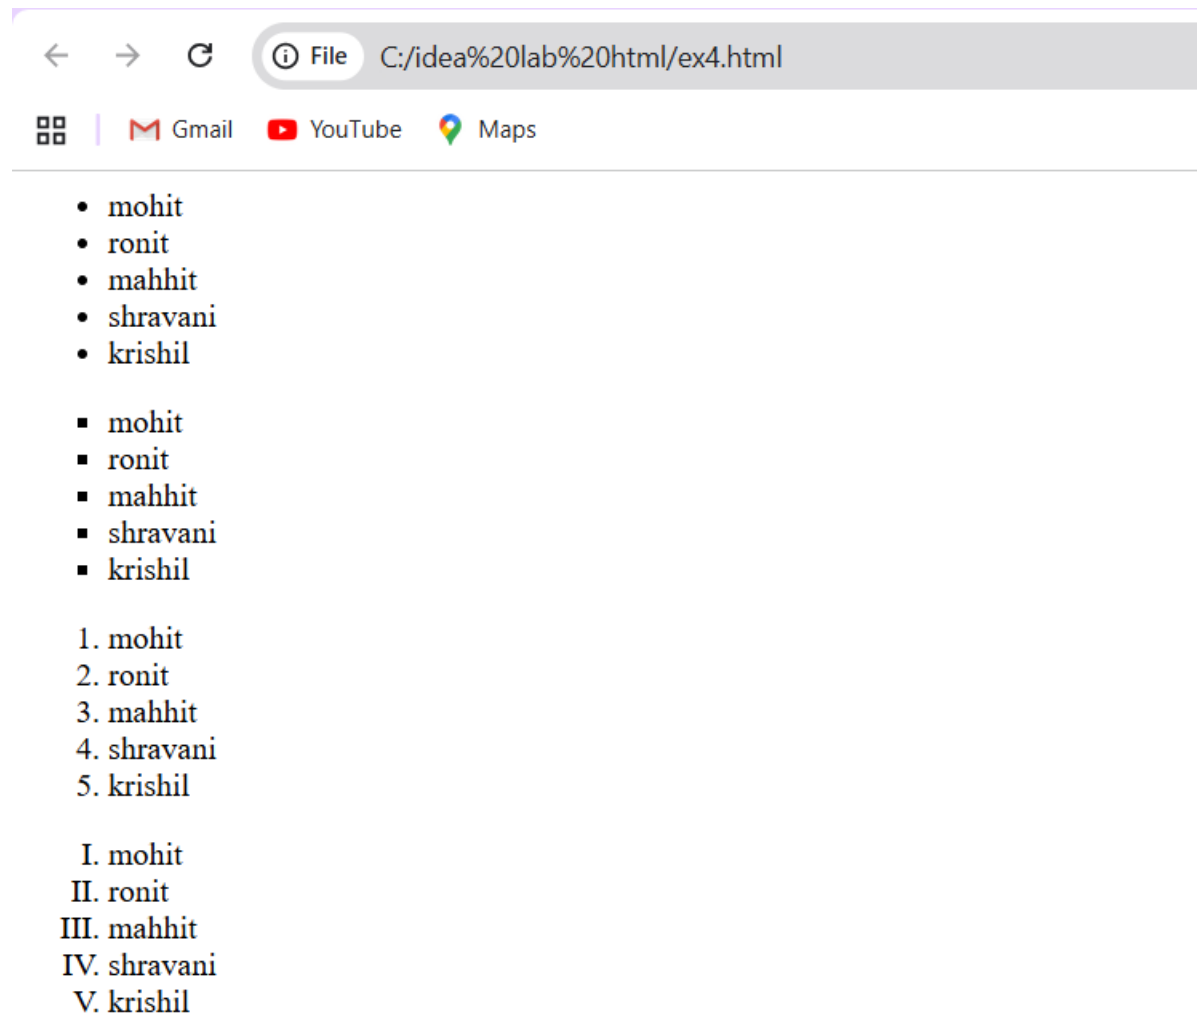 File C:/idea%20lab%20html/ex4.html
Gmail YouTube Maps
• mohit
• ronit
• mahhit
• shravani
• krishil
▪ mohit
▪ ronit
▪ mahhit
▪ shravani
▪ krishil
1. mohit
2. ronit
3. mahhit
4. shravani
5. krishil
I. mohit
II. ronit
III. mahhit
IV. shravani
V. krishil